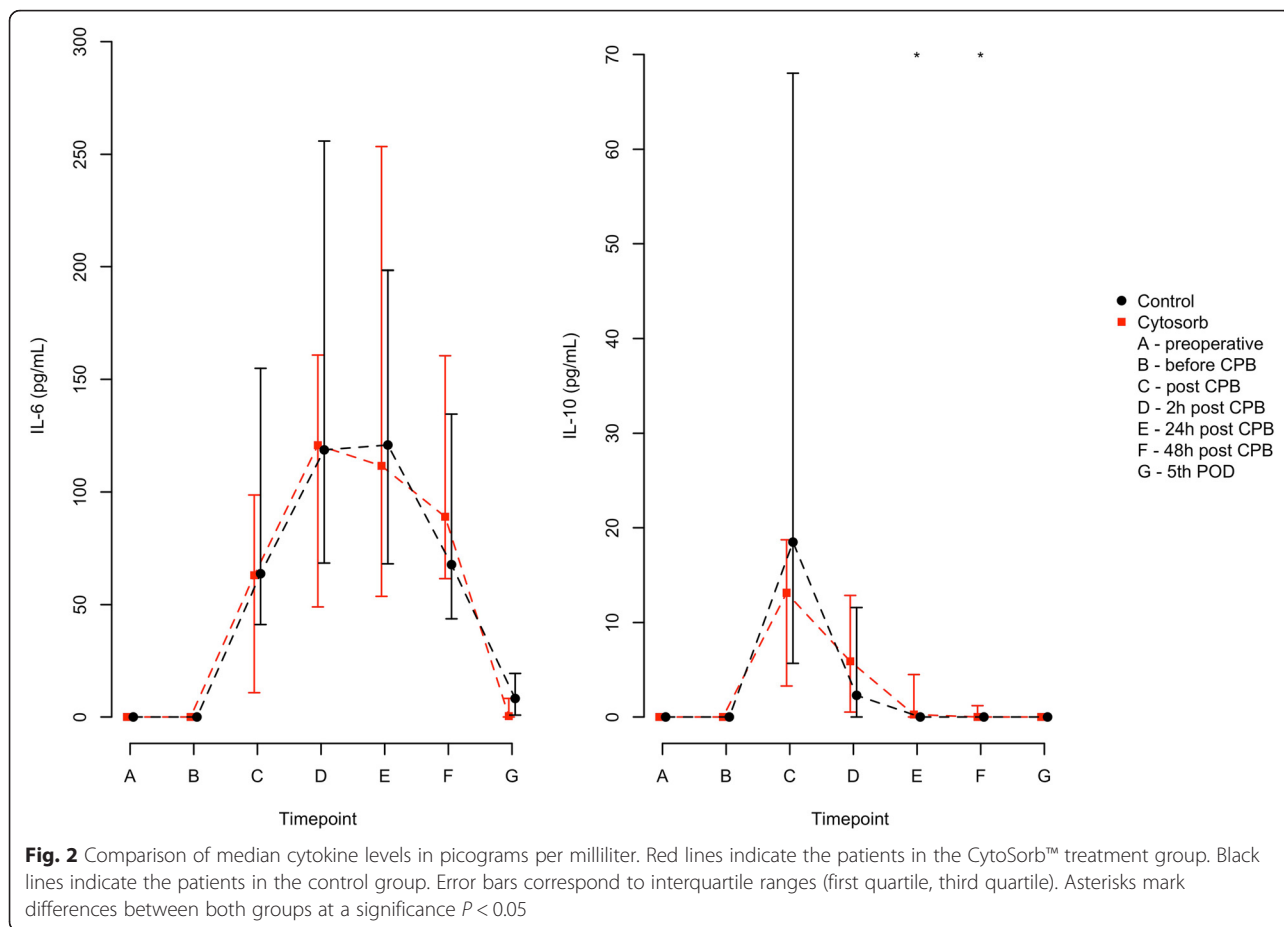 300
250
200
150
100
50
0
IL-6 (pg/mL)
A B C D E F G
Timepoint
* *
70
60
50
40
30
20
10
0
IL-10 (pg/mL)
A B C D E F G
Timepoint
Control
Cytosorb
A - preoperative
B - before CPB
C - post CPB
D - 2h post CPB
E - 24h post CPB
F - 48h post CPB
G - 5th POD
Fig. 2 Comparison of median cytokine levels in picograms per milliliter. Red lines indicate the patients in the CytoSorb™ treatment group. Black
lines indicate the patients in the control group. Error bars correspond to interquartile ranges (first quartile, third quartile). Asterisks mark
differences between both groups at a significance P < 0.05